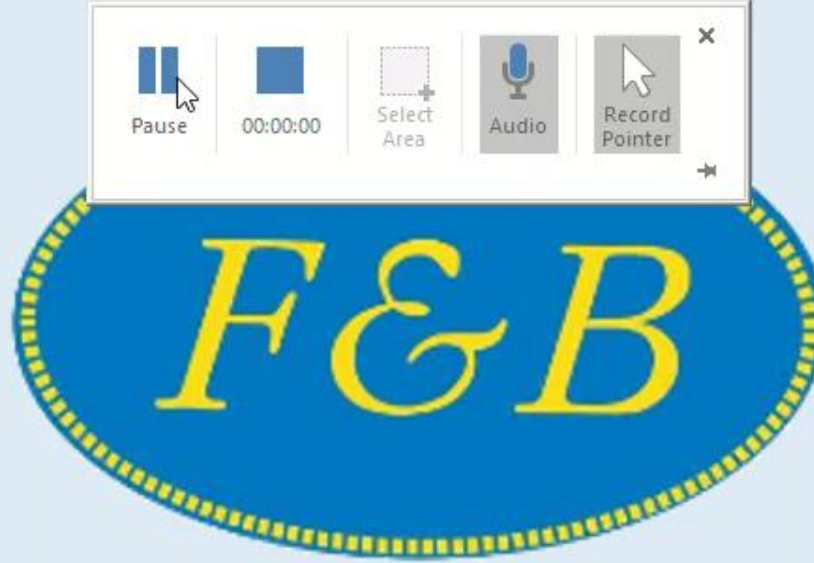 Pause
00:00:00
Select
Area
Audio
Record
Pointer
F&B